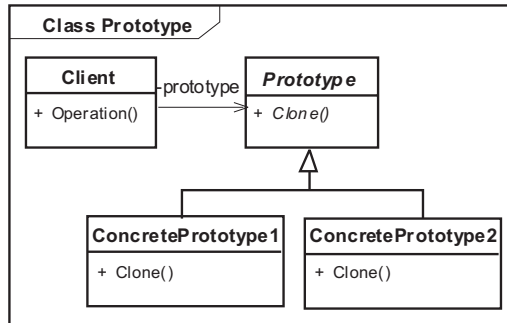 Class Prototype
Client
-prototype
Prototype
+ Operation()
+ Clone()
ConcretePrototype1
ConcretePrototype2
+ Clone()
+ Clone()